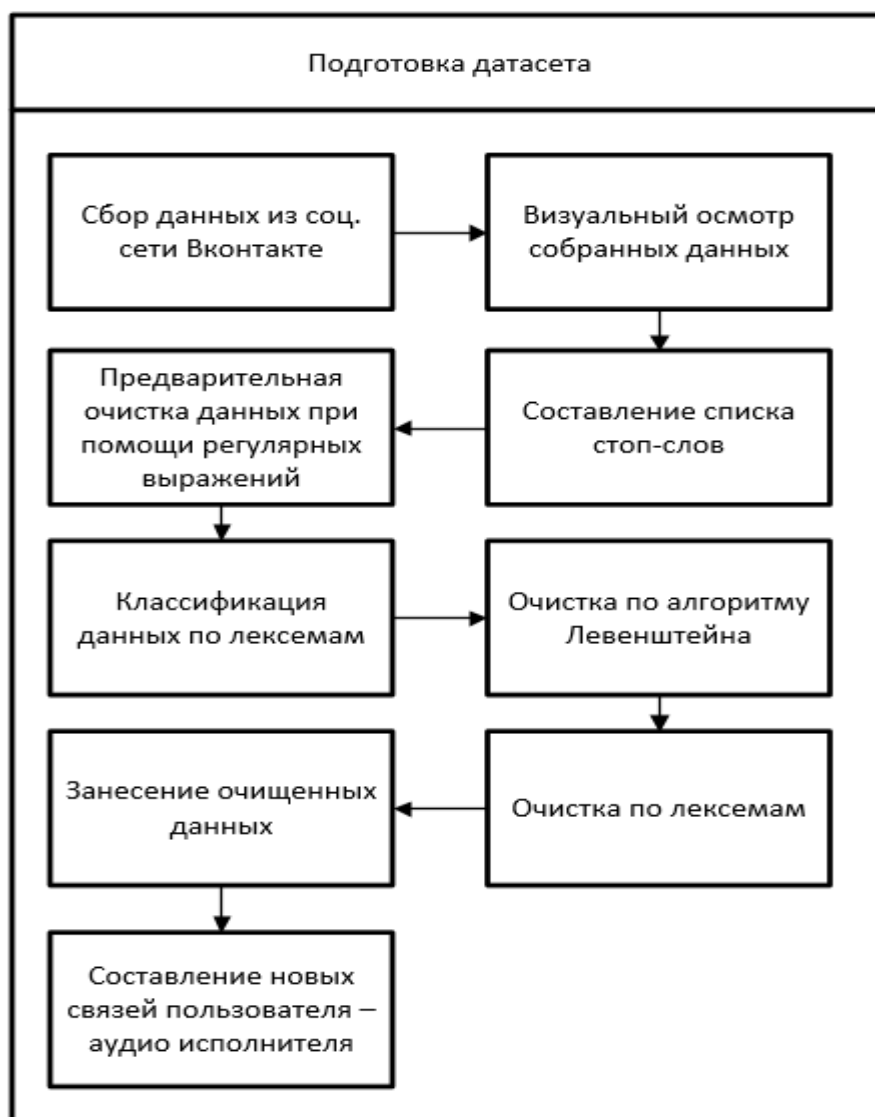 Подготовка датасета
Сбор данных из соц.
сети Вконтакте
Визуальный осмотр
собранных данных
Составление списка
стоп-слов
Предварительная
очистка данных при
помощи регулярных
выражений
Классификация
данных по лексемам
Очистка по алгоритму
Левенштейна
Очистка по лексемам
Занесение очищенных
данных
Составление новых
связей пользователя –
аудио исполнителя